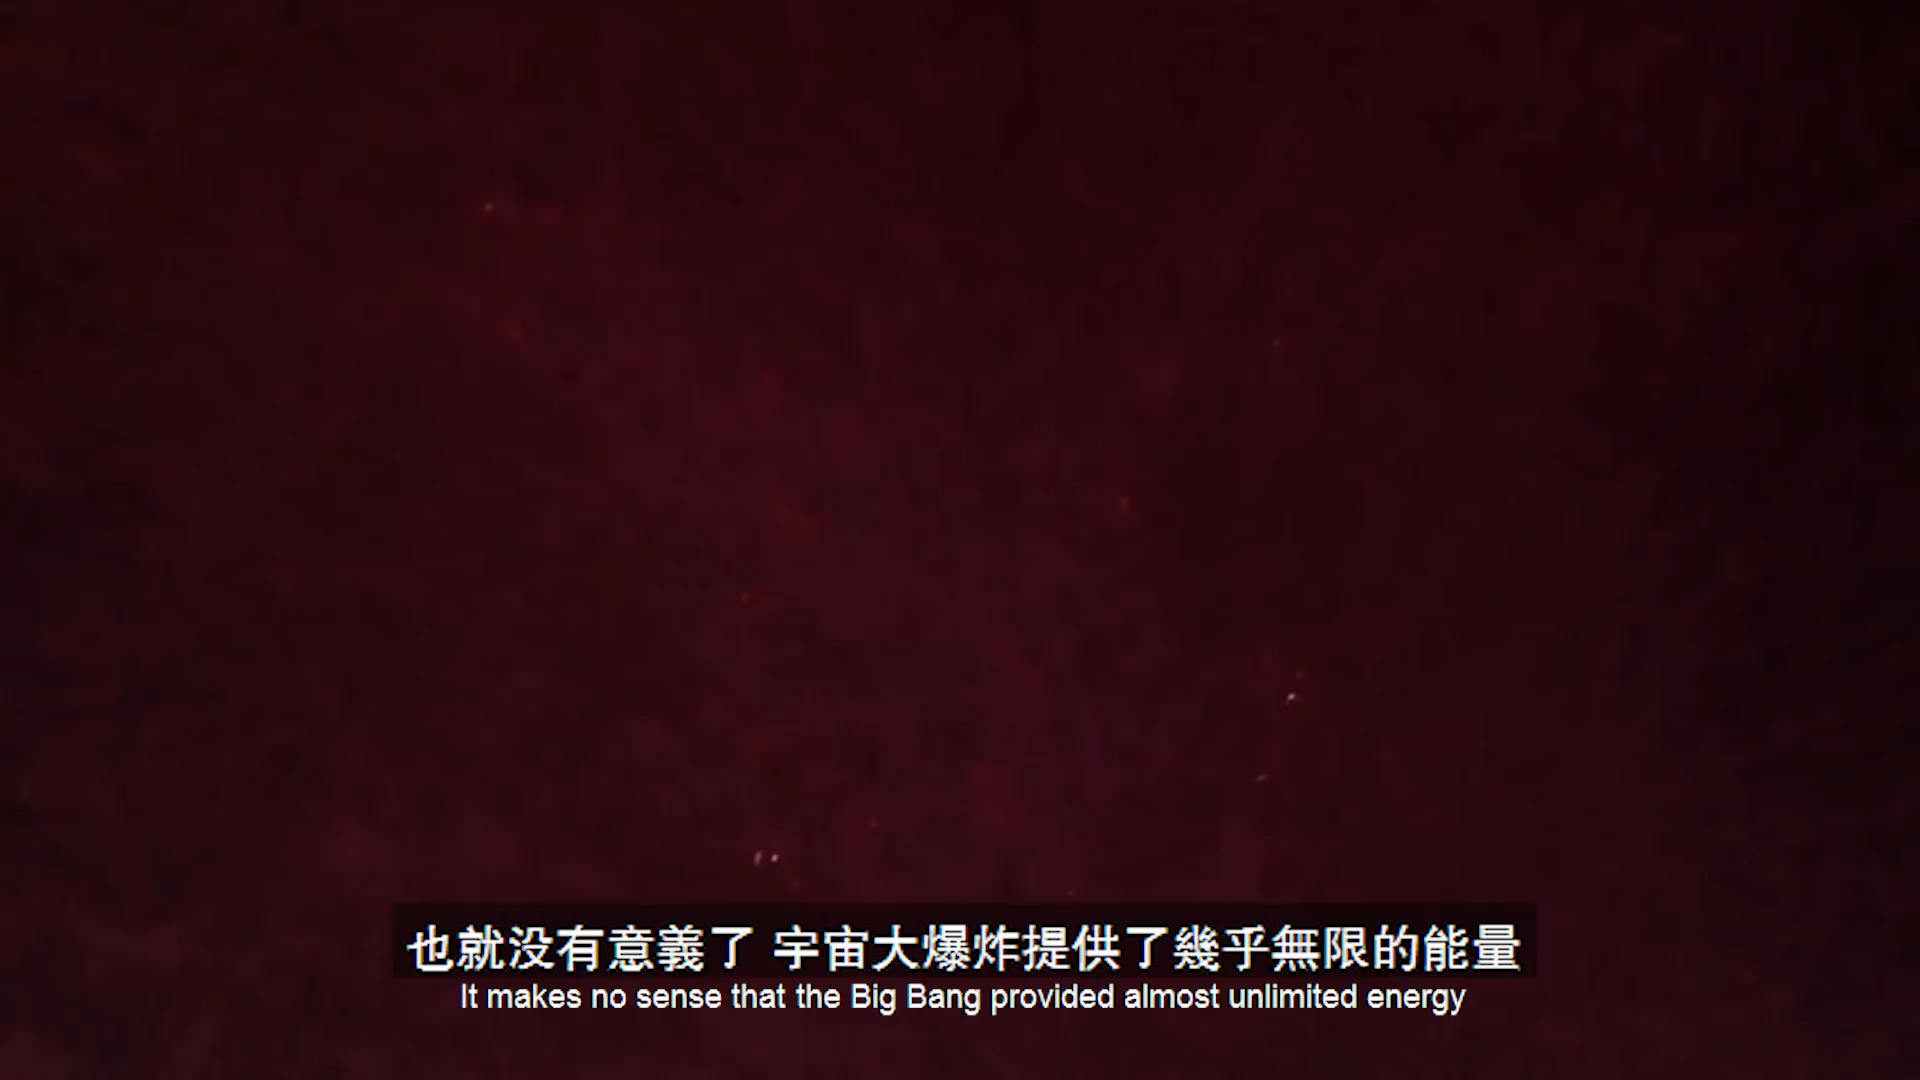 也就没有意義了 宇宙大爆炸提供了幾乎無限的能量
It makes no sense that the Big Bang provided almost unlimited energy